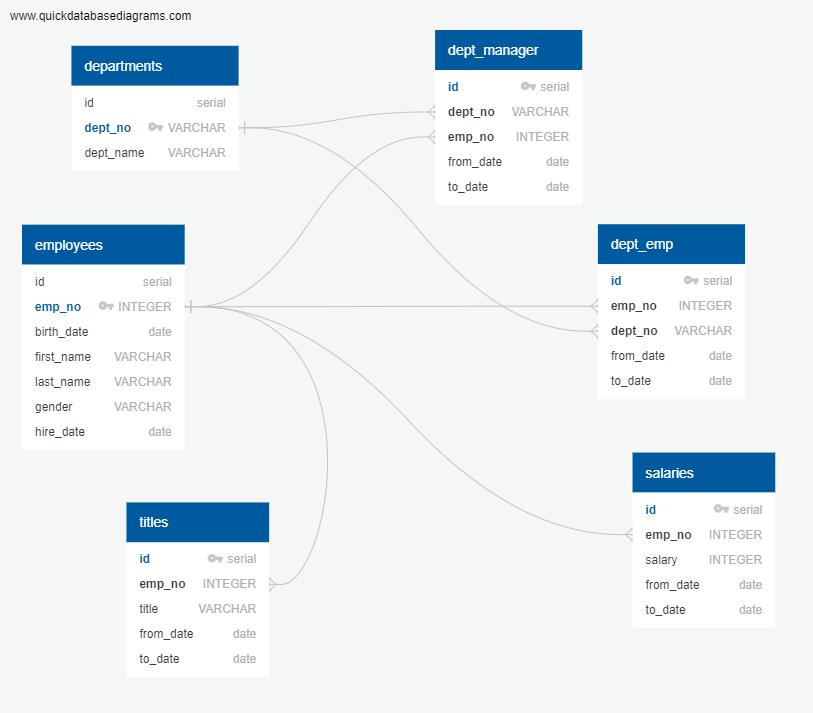 www.quickdatabasediagrams.com
departments
id serial
dept_no VARCHAR
dept_name VARCHAR
dept_manager
id serial
dept_no VARCHAR
emp_no INTEGER
from_date date
to_date date
employees
id serial
emp_no INTEGER
birth_date date
first_name VARCHAR
last_name VARCHAR
gender VARCHAR
hire_date date
dept_emp
id serial
emp_no INTEGER
dept_no VARCHAR
from_date date
to_date date
titles
id serial
emp_no INTEGER
title VARCHAR
from_date date
to_date date
salaries
id serial
emp_no INTEGER
salary INTEGER
from_date date
to_date date